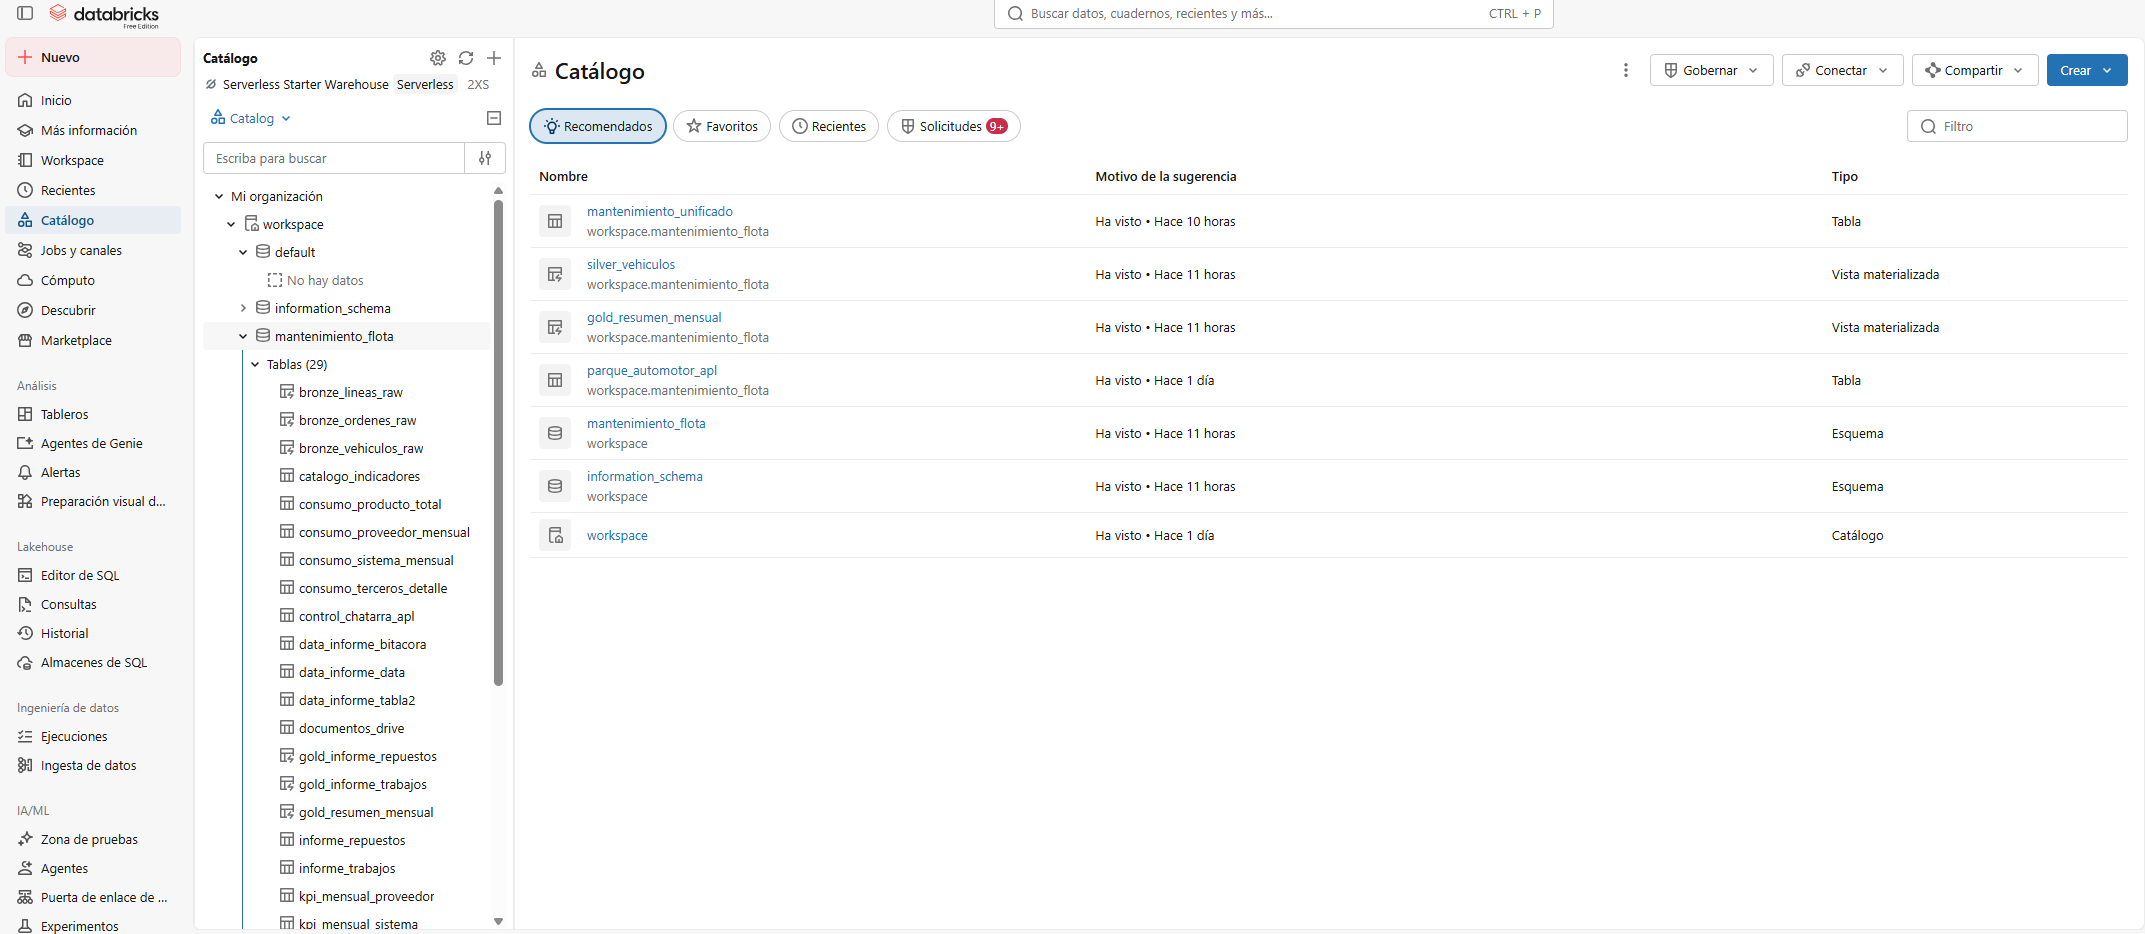 databricks
Free Edition
Buscar datos, cuadernos, recientes y más...
CTRL + P
Nuevo
Inicio
Más información
Workspace
Recientes
Catálogo
Jobs y canales
Cómputo
Descubrir
Marketplace
Análisis
Tableros
Agentes de Genie
Alertas
Preparación visual d...
Lakehouse
Editor de SQL
Consultas
Historial
Almacenes de SQL
Ingeniería de datos
Ejecuciones
Ingesta de datos
IA/ML
Zona de pruebas
Agentes
Puerta de enlace de ...
Experimentos
Catálogo
Serverless Starter Warehouse Serverless 2XS
Catalog
Escriba para buscar
Mi organización
workspace
default
No hay datos
information_schema
mantenimiento_flota
Tablas (29)
bronze_lineas_raw
bronze_ordenes_raw
bronze_vehiculos_raw
catalogo_indicadores
consumo_producto_total
consumo_proveedor_mensual
consumo_sistema_mensual
consumo_terceros_detalle
control_chatarra_apl
data_informe_bitacora
data_informe_data
data_informe_tabla2
documentos_drive
gold_informe_repuestos
gold_informe_trabajos
gold_resumen_mensual
informe_repuestos
informe_trabajos
kpi_mensual_proveedor
kpi_mensual_sistema
Catálogo
Gobernar Conectar Compartir Crear
Recomendados Favoritos Recientes Solicitudes 9+
Filtro
Nombre Motivo de la sugerencia Tipo
mantenimiento_unificado
workspace.mantenimiento_flota
Ha visto • Hace 10 horas
Tabla
silver_vehiculos
workspace.mantenimiento_flota
Ha visto • Hace 11 horas
Vista materializada
gold_resumen_mensual
workspace.mantenimiento_flota
Ha visto • Hace 11 horas
Vista materializada
parque_automotor_apl
workspace.mantenimiento_flota
Ha visto • Hace 1 día
Tabla
mantenimiento_flota
workspace
Ha visto • Hace 11 horas
Esquema
information_schema
workspace
Ha visto • Hace 11 horas
Esquema
workspace
Ha visto • Hace 1 día
Catálogo